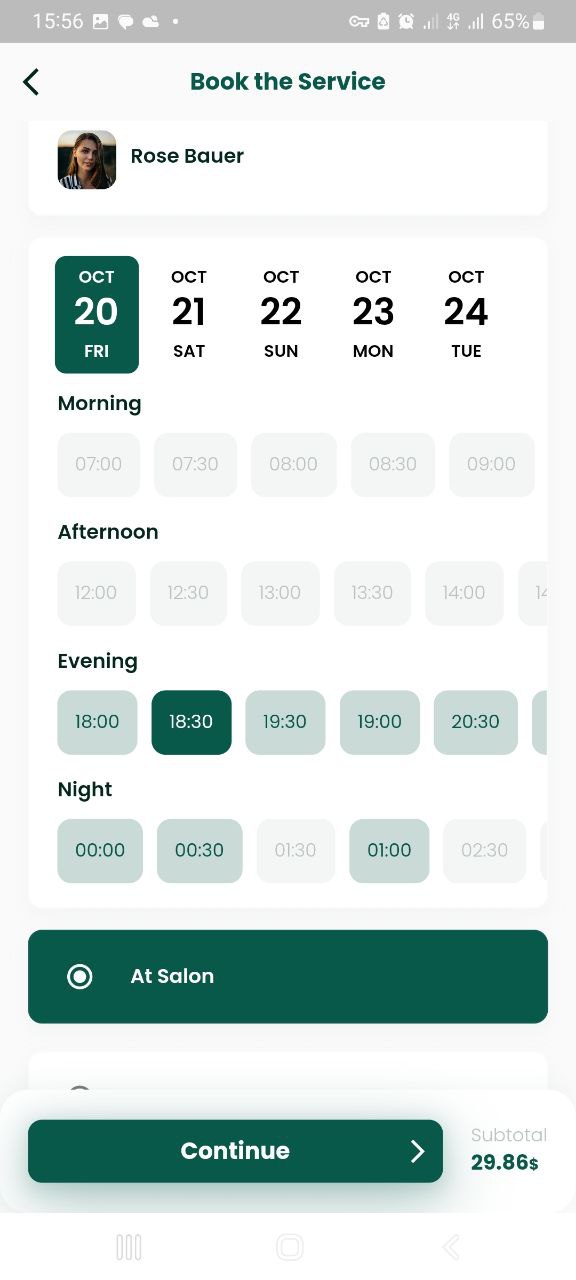 15:56 4G 65%
Book the Service
Rose Bauer
OCT OCT OCT OCT OCT
20 21 22 23 24
FRI SAT SUN MON TUE
Morning
07:00 07:30 08:00 08:30 09:00
Afternoon
12:00 12:30 13:00 13:30 14:00
Evening
18:00 18:30 19:30 19:00 20:30
Night
00:00 00:30 01:30 01:00 02:30
At Salon
Continue
Subtotal
29.86$